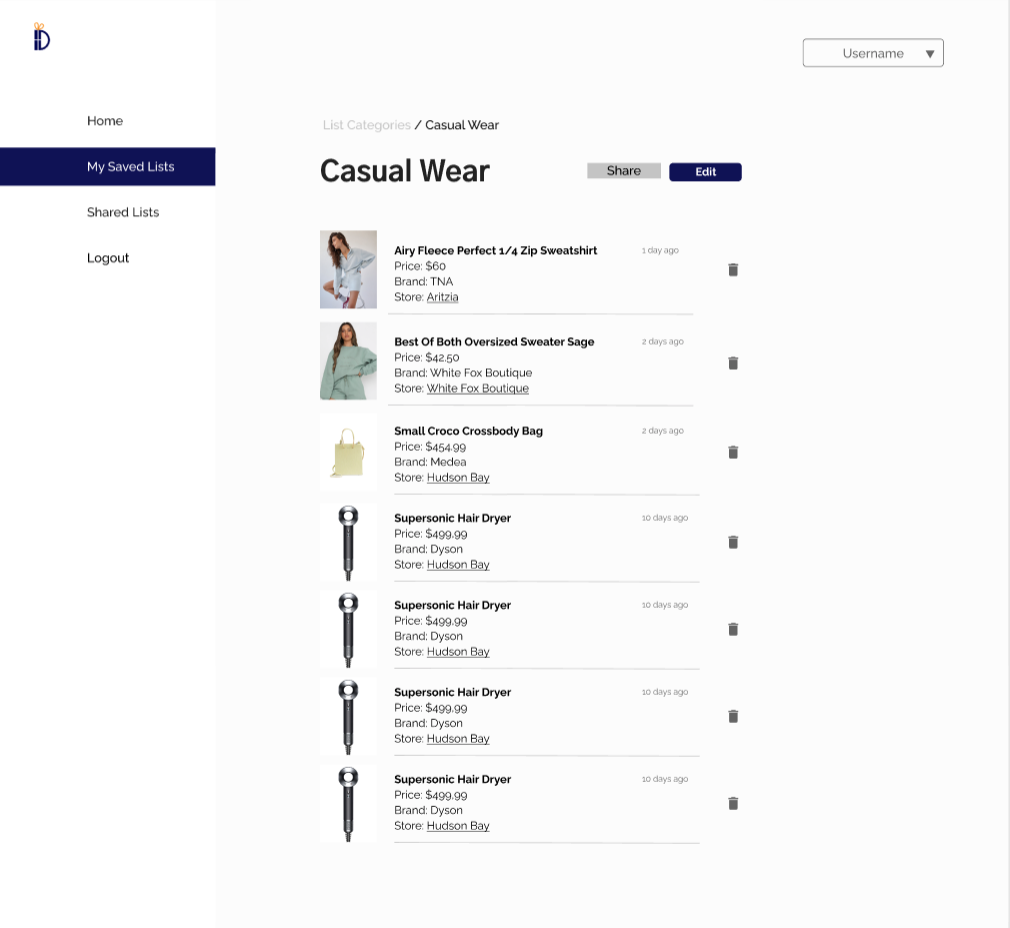 Username
Home
My Saved Lists
Shared Lists
Logout
List Categories / Casual Wear
Casual Wear
Share
Edit
Airy Fleece Perfect 1/4 Zip Sweatshirt
1 day ago
Price: $60
Brand: TNA
Store: Aritzia
Best Of Both Oversized Sweater Sage
2 days ago
Price: $42.50
Brand: White Fox Boutique
Store: White Fox Boutique
Small Croco Crossbody Bag
2 days ago
Price: $454.99
Brand: Medea
Store: Hudson Bay
Supersonic Hair Dryer
10 days ago
Price: $499.99
Brand: Dyson
Store: Hudson Bay
Supersonic Hair Dryer
10 days ago
Price: $499.99
Brand: Dyson
Store: Hudson Bay
Supersonic Hair Dryer
10 days ago
Price: $499.99
Brand: Dyson
Store: Hudson Bay
Supersonic Hair Dryer
10 days ago
Price: $499.99
Brand: Dyson
Store: Hudson Bay